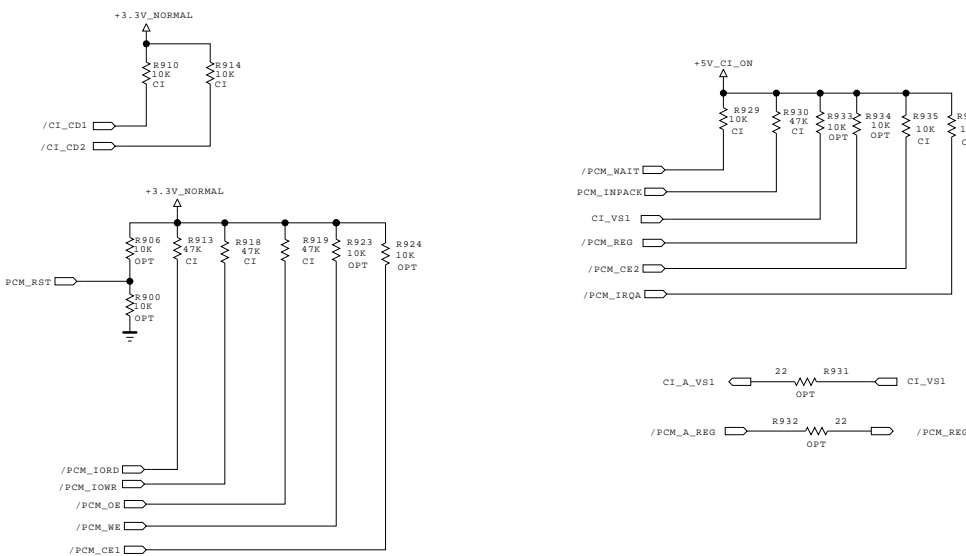 +3.3V_NORMAL
R910
10K
CI
R914
10K
CI
/CI_CD1
/CI_CD2
+3.3V_NORMAL
R906
10K
OPT
R913
47K
CI
R918
47K
CI
R919
47K
CI
R923
10K
OPT
R924
10K
OPT
PCM_RST
R900
10K
OPT
/PCM_IORD
/PCM_IOWR
/PCM_OE
/PCM_WE
/PCM_CE1
+5V_CI_ON
R929
10K
CI
R930
47K
CI
R933
10K
OPT
R934
10K
OPT
R935
10K
CI
/PCM_WAIT
PCM_INPACK
CI_VS1
/PCM_REG
/PCM_CE2
/PCM_IRQA
CI_A_VS1
22
R931
OPT
CI_VS1
/PCM_A_REG
R932
22
OPT
/PCM_REG